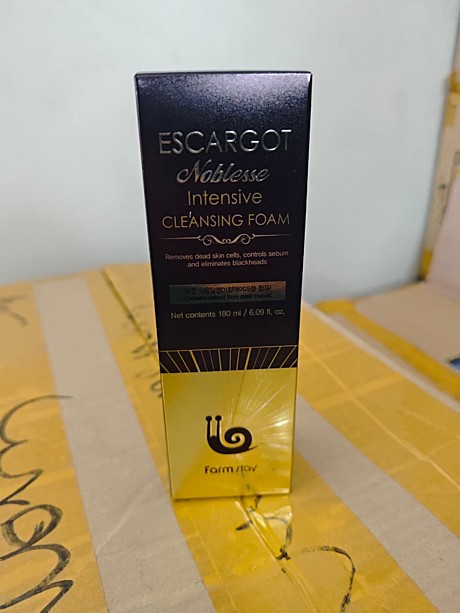 ESCARGOT
Noblesse
Intensive
CLEANSING FOAM
Removes dead skin cells, controls sebum
and eliminates blackheads
Net contents 180 ml / 6.09 fl. oz.
Farmstay